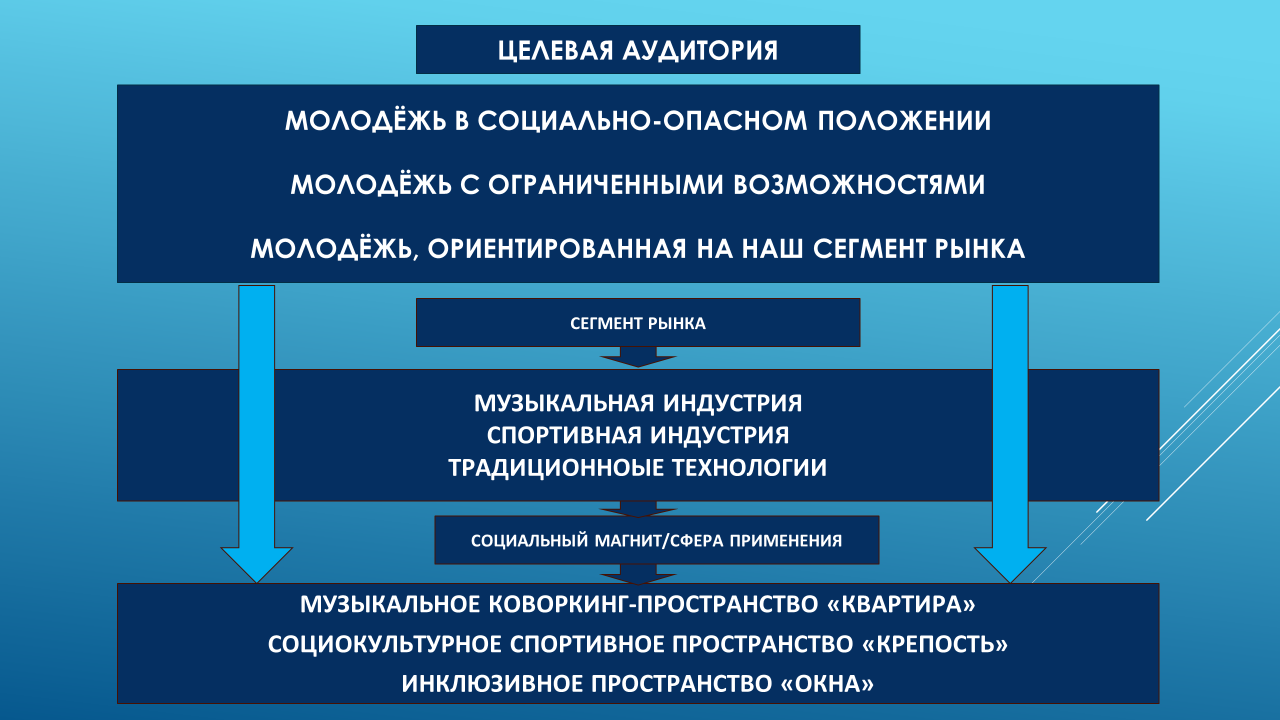 ЦЕЛЕВАЯ АУДИТОРИЯ
МОЛОДЁЖЬ В СОЦИАЛЬНО-ОПАСНОМ ПОЛОЖЕНИИ
МОЛОДЁЖЬ С ОГРАНИЧЕННЫМИ ВОЗМОЖНОСТЯМИ
МОЛОДЁЖЬ, ОРИЕНТИРОВАННАЯ НА НАШ СЕГМЕНТ РЫНКА
СЕГМЕНТ РЫНКА
МУЗЫКАЛЬНАЯ ИНДУСТРИЯ
СПОРТИВНАЯ ИНДУСТРИЯ
ТРАДИЦИОННОЫЕ ТЕХНОЛОГИИ
СОЦИАЛЬНЫЙ МАГНИТ/СФЕРА ПРИМЕНЕНИЯ
МУЗЫКАЛЬНОЕ КОВОРКИНГ-ПРОСТРАНСТВО «КВАРТИРА»
СОЦИОКУЛЬТУРНОЕ СПОРТИВНОЕ ПРОСТРАНСТВО «КРЕПОСТЬ»
ИНКЛЮЗИВНОЕ ПРОСТРАНСТВО «ОКНА»